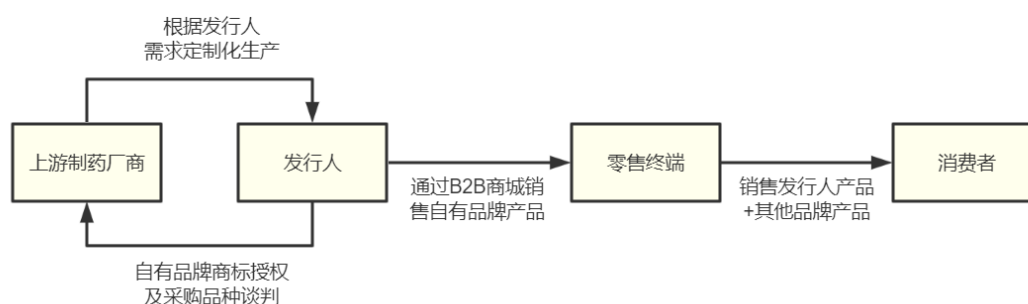 根据发行人
需求定制化生产
上游制药厂商
发行人
零售终端
消费者
通过B2B商城销
售自有品牌产品
销售发行人产品
+其他品牌产品
自有品牌商标授权
及采购品种谈判